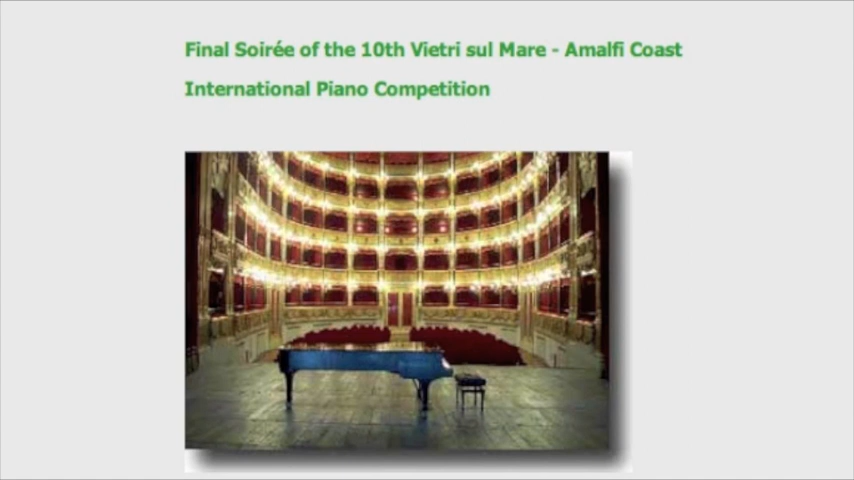 Final Soirée of the 10th Vietri sul Mare - Amalfi Coast
International Piano Competition